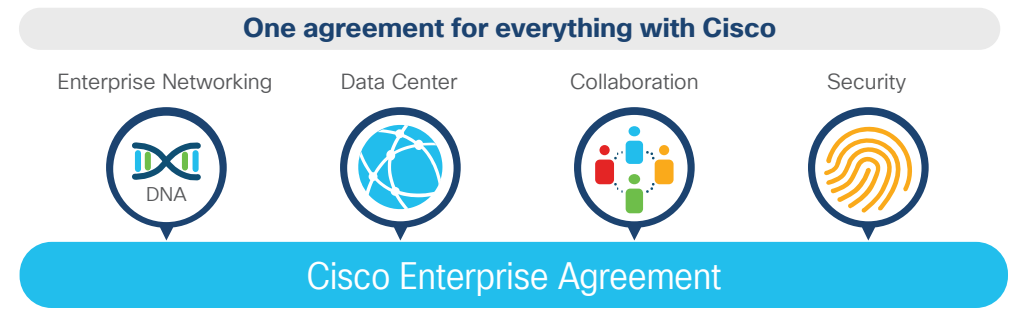 One agreement for everything with Cisco
Enterprise Networking
Data Center
Collaboration
Security
DNA
Cisco Enterprise Agreement